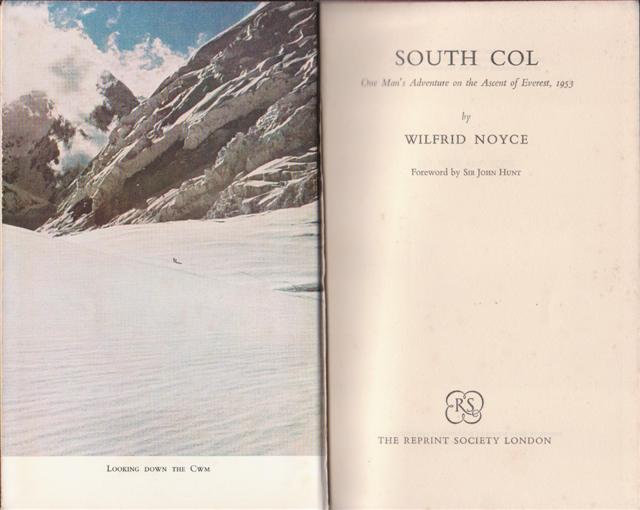 LOOKING DOWN THE CWM
SOUTH COL
One Man's Adventure on the Ascent of Everest, 1953
by
WILFRID NOYCE
Foreword by SIR JOHN HUNT
RS
THE REPRINT SOCIETY LONDON